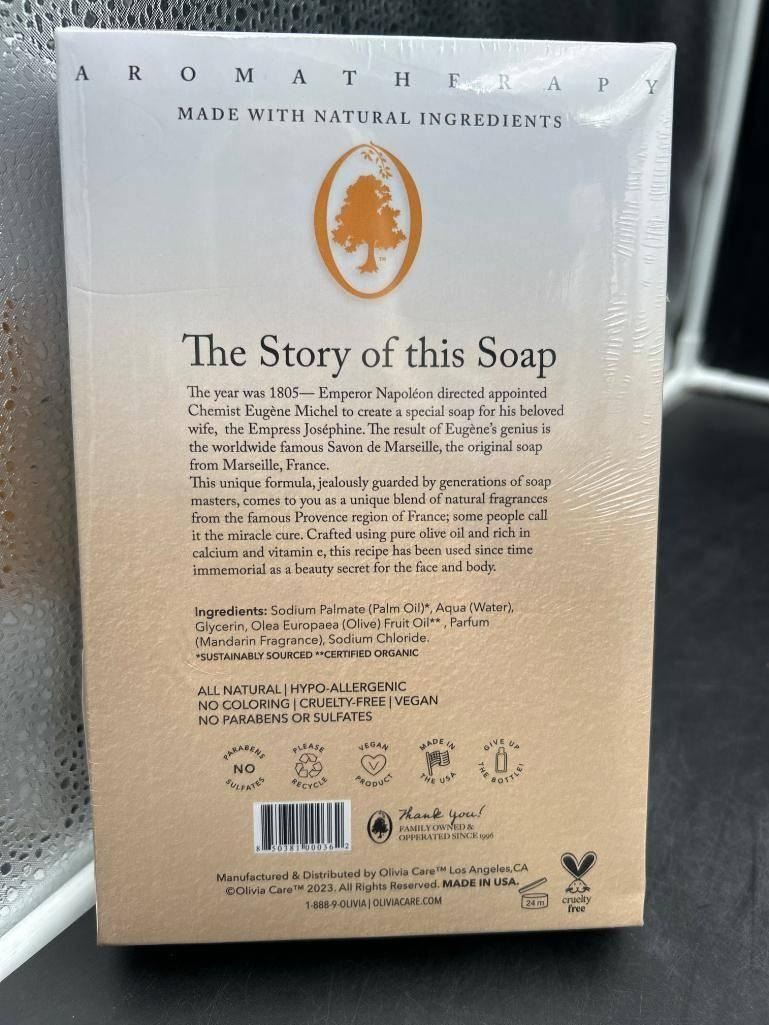 AROMATHERAPY
MADE WITH NATURAL INGREDIENTS
TM
The Story of this Soap
The year was 1805— Emperor Napoléon directed appointed
Chemist Eugène Michel to create a special soap for his beloved
wife, the Empress Joséphine. The result of Eugène's genius is
the worldwide famous Savon de Marseille, the original soap
from Marseille, France.
This unique formula, jealously guarded by generations of soap
masters, comes to you as a unique blend of natural fragrances
from the famous Provence region of France; some people call
it the miracle cure. Crafted using pure olive oil and rich in
calcium and vitamin e, this recipe has been used since time
immemorial as a beauty secret for the face and body.
Ingredients: Sodium Palmate (Palm Oil)*, Aqua (Water),
Glycerin, Olea Europaea (Olive) Fruit Oil** , Parfum
(Mandarin Fragrance), Sodium Chloride.
*SUSTAINABLY SOURCED **CERTIFIED ORGANIC
ALL NATURAL | HYPO-ALLERGENIC
NO COLORING | CRUELTY-FREE | VEGAN
NO PARABENS OR SULFATES
PARABENS NO SULFATES
PLEASE RECYCLE
VEGAN PRODUCT
MADE IN THE USA
GIVE UP THE BOTTLE!
8 50381 00036 2
Thank you!
FAMILY OWNED &
OPPERATED SINCE 1996
Manufactured & Distributed by Olivia Care™ Los Angeles,CA
©Olivia Care™ 2023. All Rights Reserved. MADE IN USA.
1-888-9-OLIVIA | OLIVIACARE.COM
24 m
cruelty
free